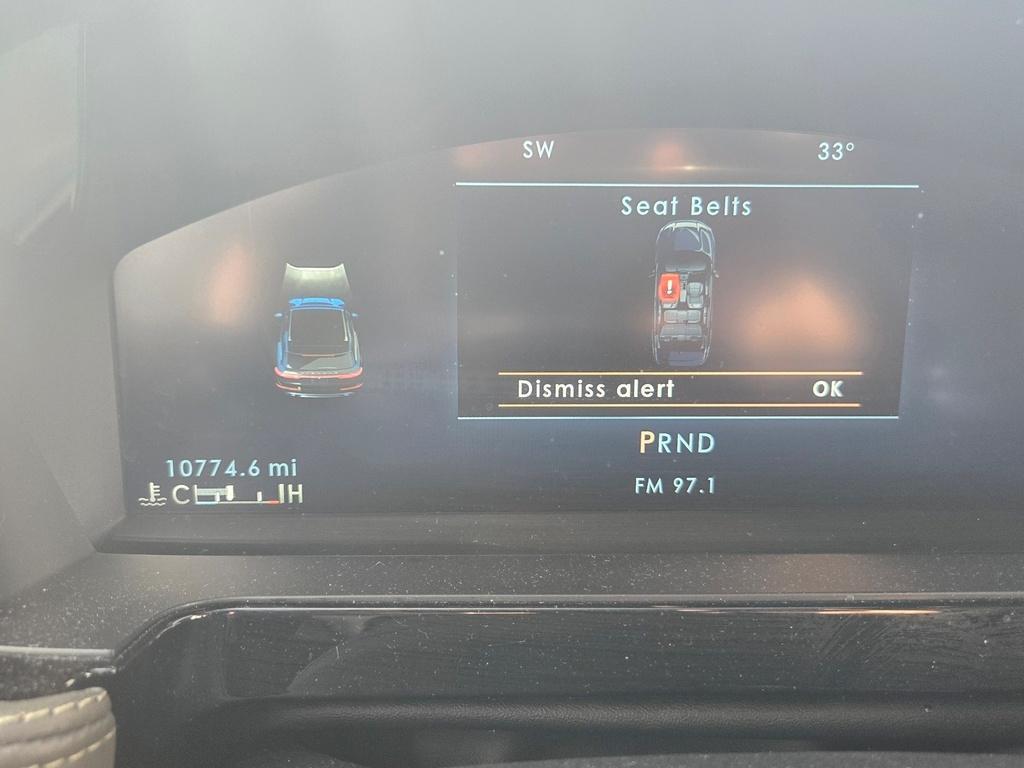 SW 33°
Seat Belts
!
Dismiss alert OK
PRND
10774.6 mi
C H
FM 97.1